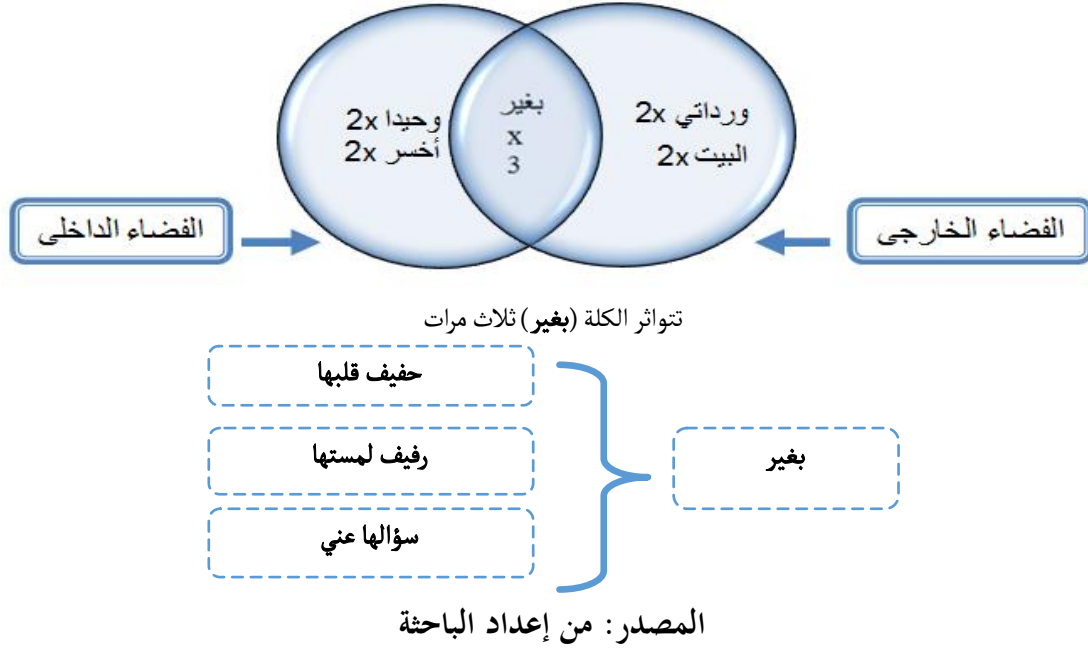 ورداتي 2x
البيت 2x
بغير
x
3
وحيدا 2x
أخسر 2x
الفضاء الخارجي
الفضاء الداخلي
تتواثر الكلة (بغير) ثلاث مرات
بغير
حفيف قلبها
رفيف لمستها
سؤالها عني
المصدر: من إعداد الباحثة